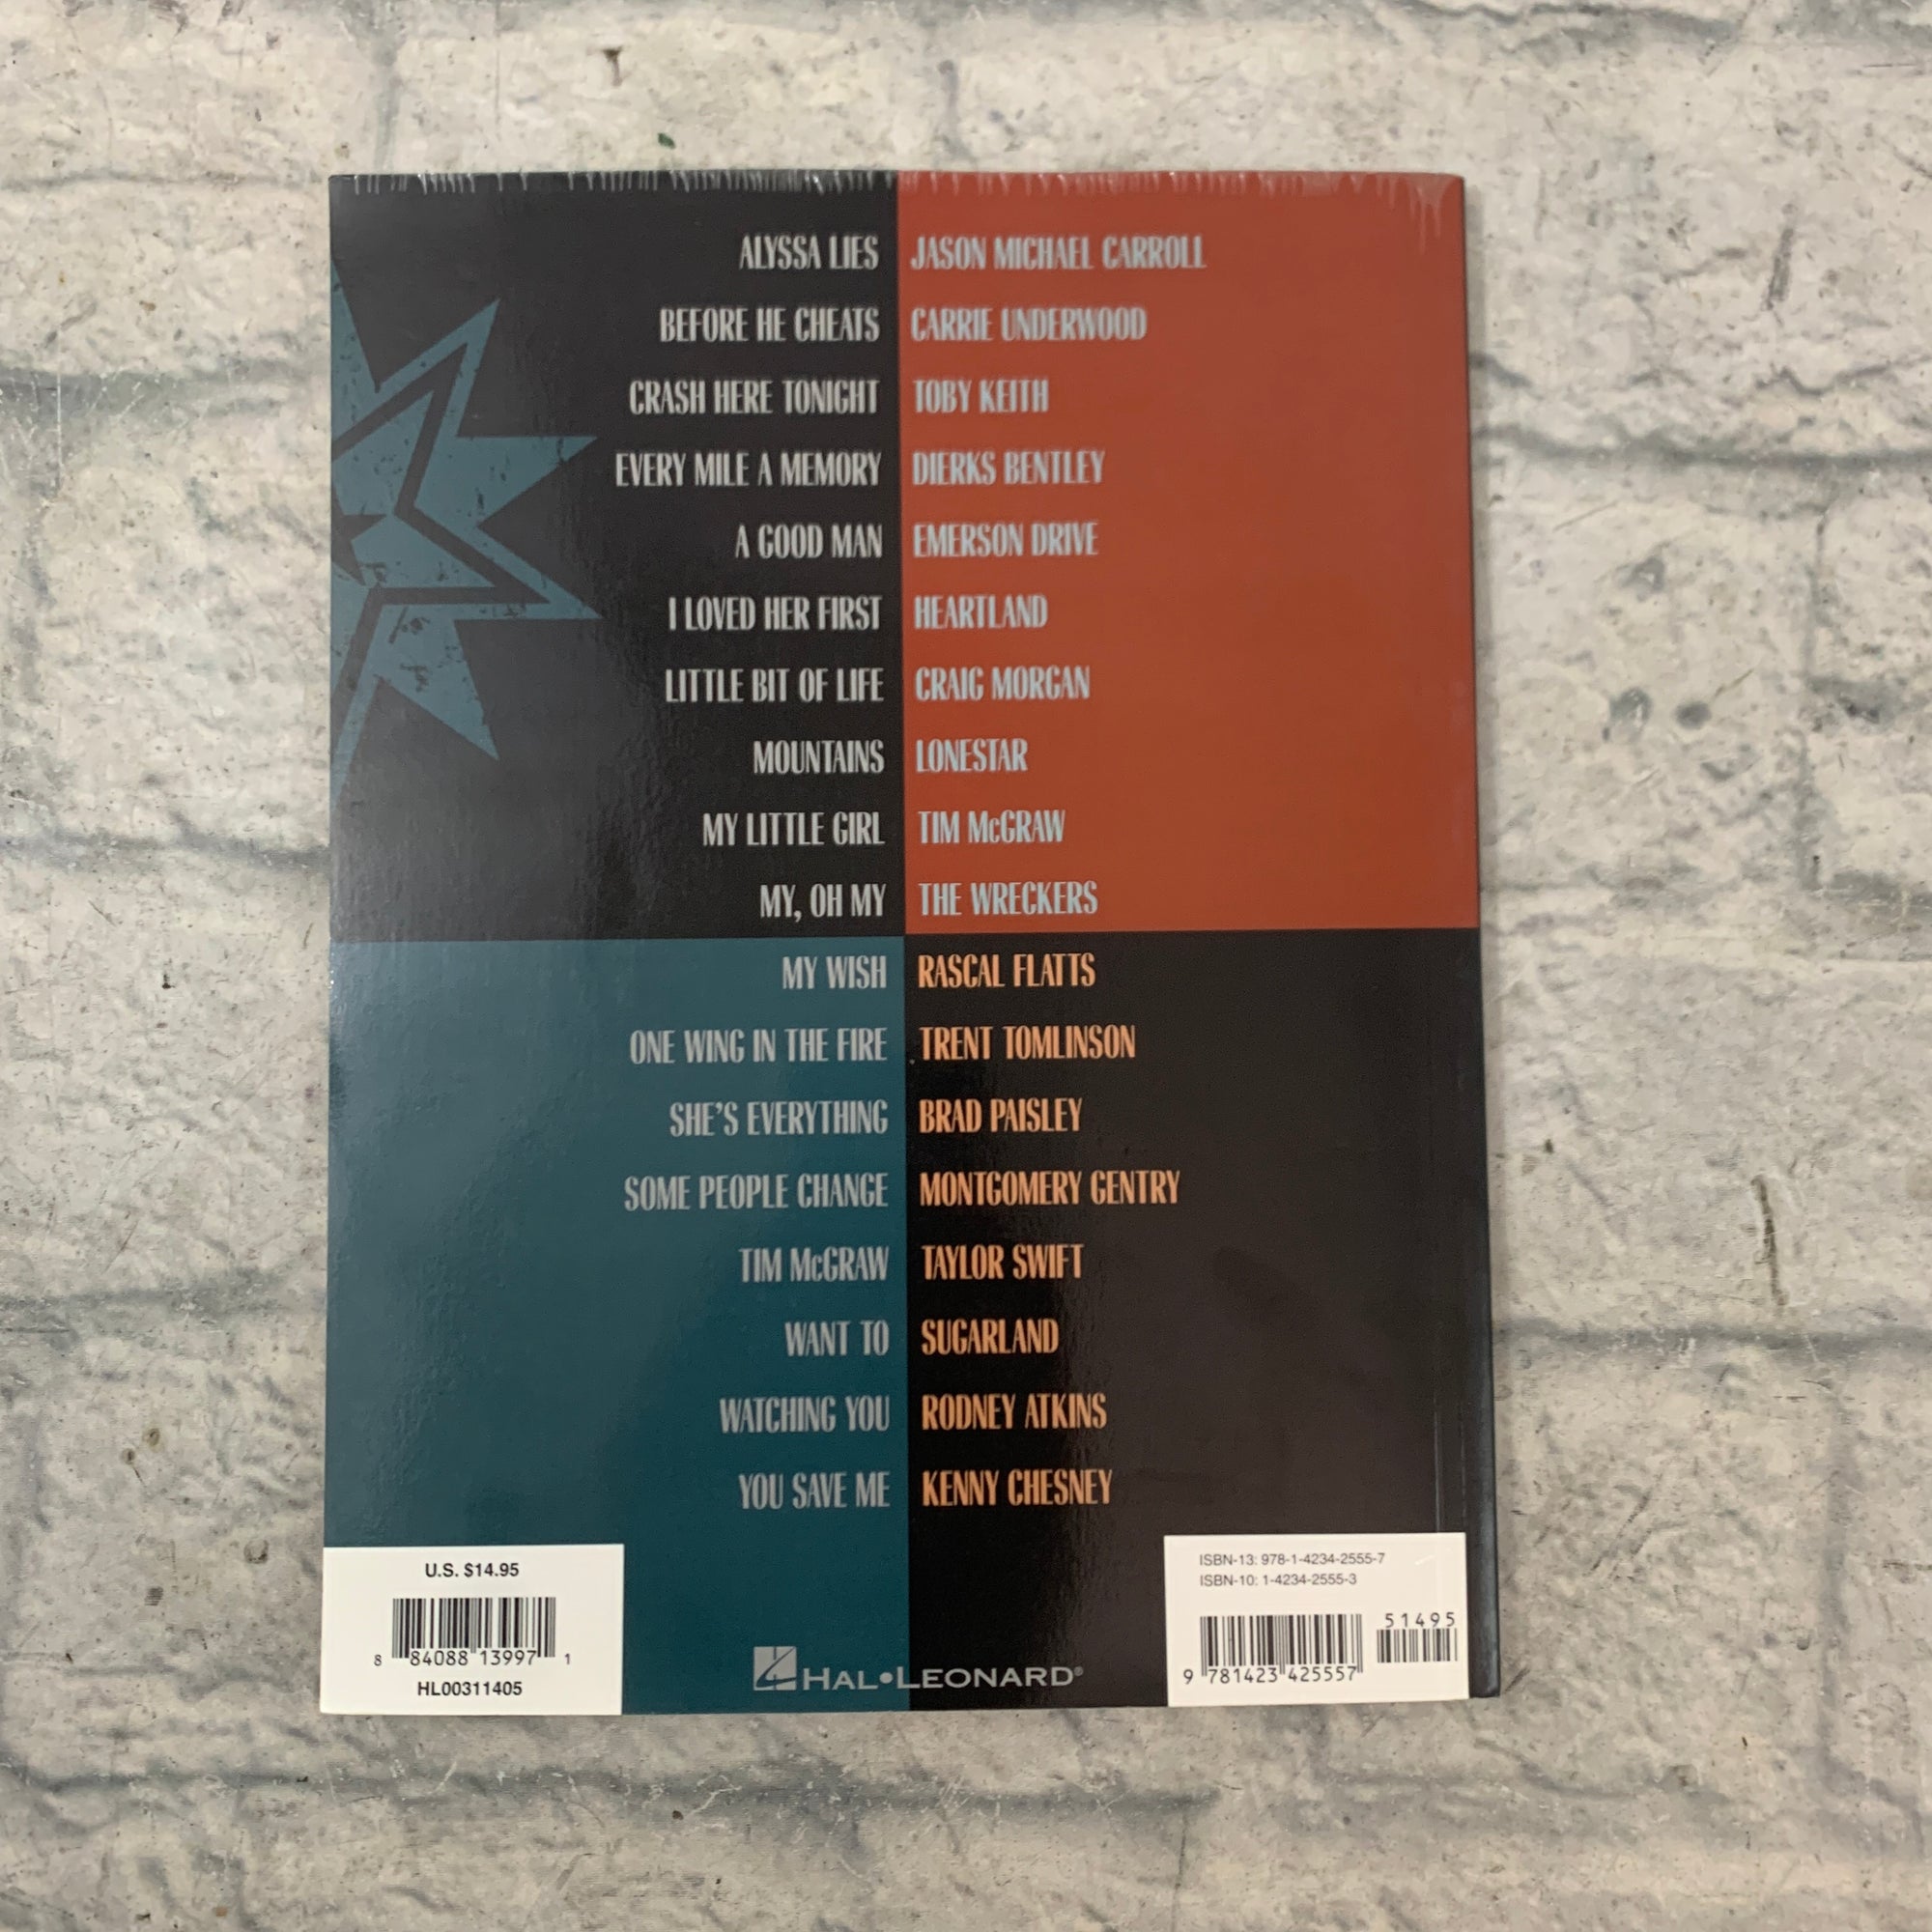 ALYSSA LIES JASON MICHAEL CARROLL
BEFORE HE CHEATS CARRIE UNDERWOOD
CRASH HERE TONIGHT TOBY KEITH
EVERY MILE A MEMORY DIERKS BENTLEY
A GOOD MAN EMERSON DRIVE
I LOVED HER FIRST HEARTLAND
LITTLE BIT OF LIFE CRAIG MORGAN
MOUNTAINS LONESTAR
MY LITTLE GIRL TIM McGRAW
MY, OH MY THE WRECKERS
MY WISH RASCAL FLATTS
ONE WING IN THE FIRE TRENT TOMLINSON
SHE'S EVERYTHING BRAD PAISLEY
SOME PEOPLE CHANGE MONTGOMERY GENTRY
TIM McGRAW TAYLOR SWIFT
WANT TO SUGARLAND
WATCHING YOU RODNEY ATKINS
YOU SAVE ME KENNY CHESNEY
U.S. $14.95
8 84088 13997 1
HL00311405
HAL•LEONARD®
ISBN-13: 978-1-4234-2555-7
ISBN-10: 1-4234-2555-3
51495
9 781423 425557